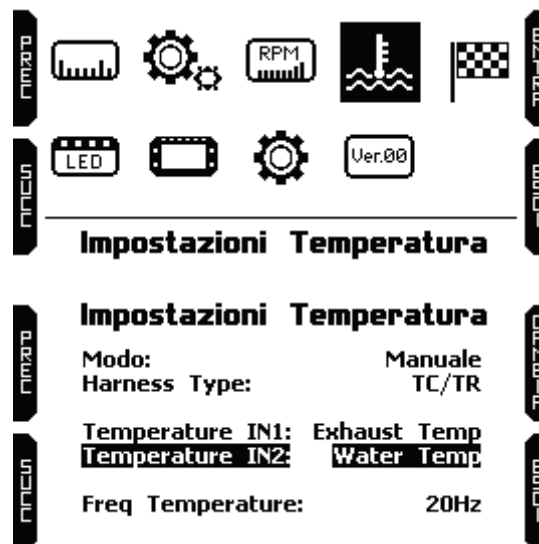 PREC
RPM
ENTRA
LED
Ver.00
SUCC
ESCI
Impostazioni Temperatura
Impostazioni Temperatura
PREC
Modo: Manuale
CAMBIA
Harness Type: TC/TR
Temperature IN1: Exhaust Temp
Temperature IN2: Water Temp
SUCC
ESCI
Freq Temperature: 20Hz